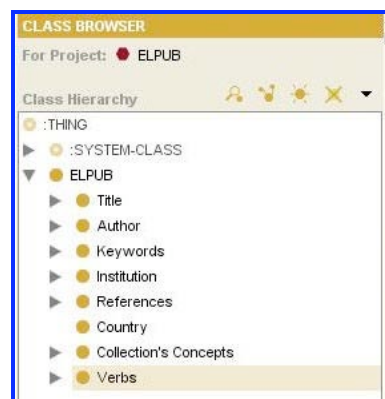 CLASS BROWSER
For Project: ELPUB
Class Hierarchy
:THING
:SYSTEM-CLASS
ELPUB
Title
Author
Keywords
Institution
References
Country
Collection's Concepts
Verbs